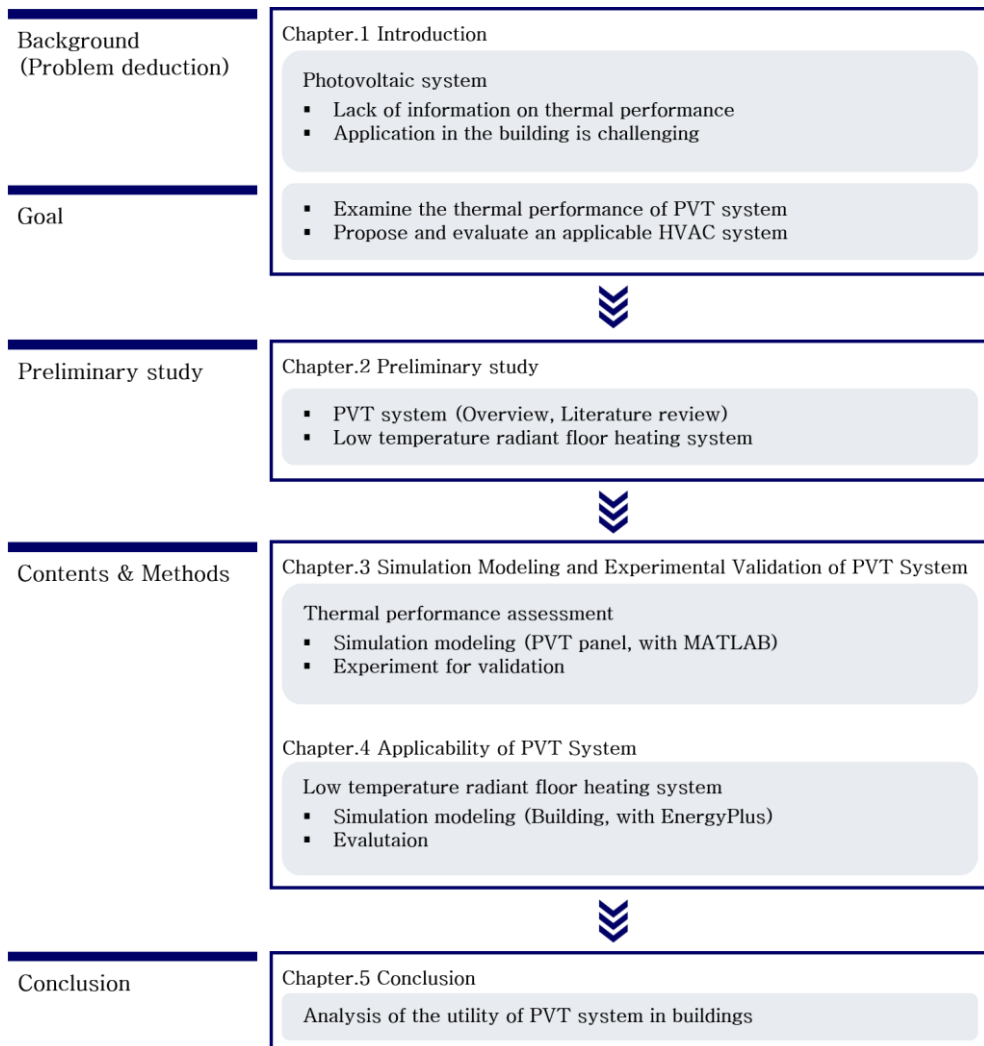 Background
(Problem deduction)
Chapter.1 Introduction
Photovoltaic system
▪ Lack of information on thermal performance
▪ Application in the building is challenging
Goal
▪ Examine the thermal performance of PVT system
▪ Propose and evaluate an applicable HVAC system
Preliminary study
Chapter.2 Preliminary study
▪ PVT system (Overview, Literature review)
▪ Low temperature radiant floor heating system
Contents & Methods
Chapter.3 Simulation Modeling and Experimental Validation of PVT System
Thermal performance assessment
▪ Simulation modeling (PVT panel, with MATLAB)
▪ Experiment for validation
Chapter.4 Applicability of PVT System
Low temperature radiant floor heating system
▪ Simulation modeling (Building, with EnergyPlus)
▪ Evalutaion
Conclusion
Chapter.5 Conclusion
Analysis of the utility of PVT system in buildings